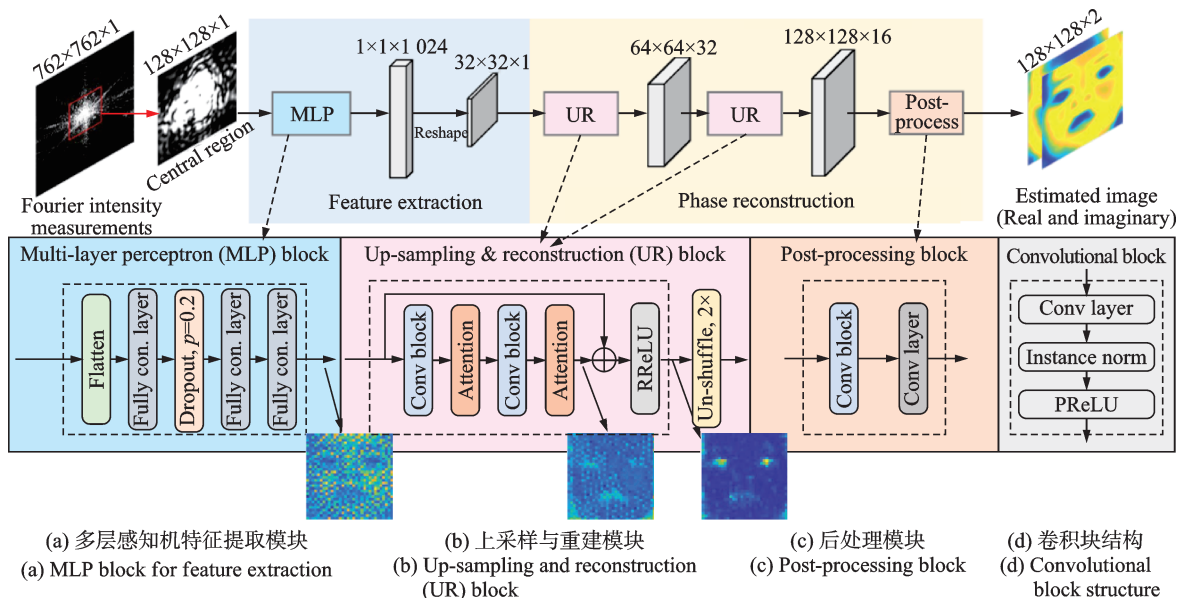 762×762×1
128×128×1
Central region
Fourier intensity
measurements
MLP
1×1×1 024
Reshape
32×32×1
Feature extraction
UR
64×64×32
UR
128×128×16
Post-
process
Phase reconstruction
128×128×2
Estimated image
(Real and imaginary)
Multi-layer perceptron (MLP) block
Flatten
Fully con. layer
Dropout, p=0.2
Fully con. layer
Fully con. layer
Up-sampling & reconstruction (UR) block
Conv block
Attention
Conv block
Attention
RReLU
Un-shuffle, 2×
Post-processing block
Conv block
Conv layer
Convolutional block
Conv layer
Instance norm
PReLU
(a) 多层感知机特征提取模块
(a) MLP block for feature extraction
(b) 上采样与重建模块
(b) Up-sampling and reconstruction
(UR) block
(c) 后处理模块
(c) Post-processing block
(d) 卷积块结构
(d) Convolutional
block structure